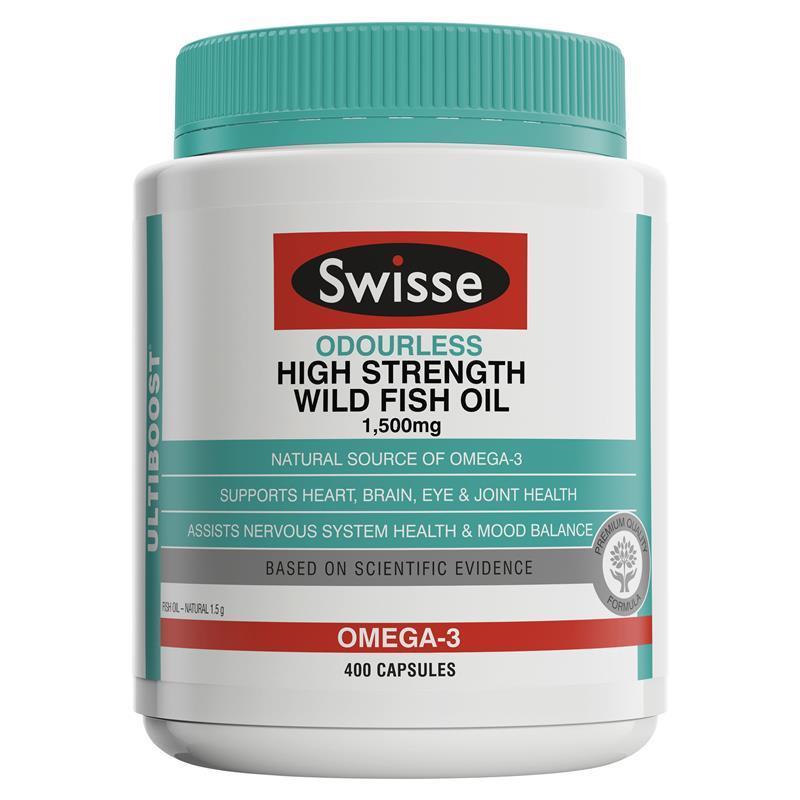 Swisse
ODOURLESS
HIGH STRENGTH
WILD FISH OIL
1,500mg
NATURAL SOURCE OF OMEGA-3
SUPPORTS HEART, BRAIN, EYE & JOINT HEALTH
ASSISTS NERVOUS SYSTEM HEALTH & MOOD BALANCE
BASED ON SCIENTIFIC EVIDENCE
PREMIUM QUALITY
FORMULA
FISH OIL – NATURAL 1.5 g
OMEGA-3
400 CAPSULES
ULTIBOOST